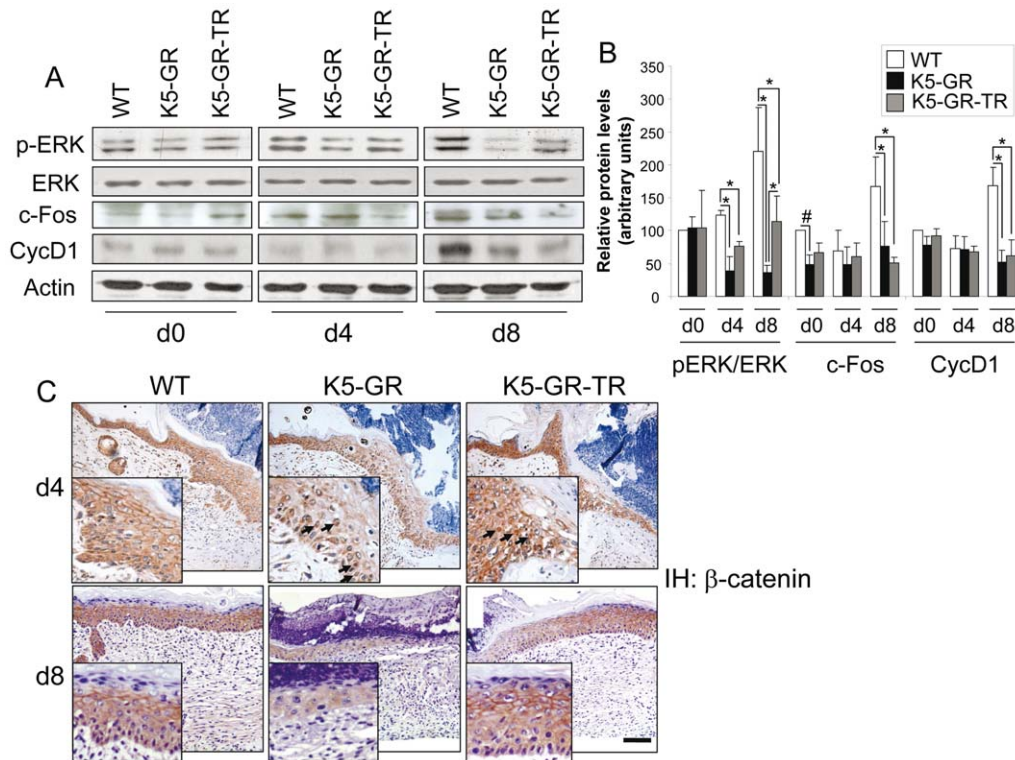 A
WT
K5-GR
K5-GR-TR
WT
K5-GR
K5-GR-TR
WT
K5-GR
K5-GR-TR
p-ERK
ERK
c-Fos
CycD1
Actin
d0
d4
d8
B
WT
K5-GR
K5-GR-TR
Relative protein levels
(arbitrary units)
350
300
250
200
150
100
50
0
* * * * * # * * * *
d0 d4 d8 d0 d4 d8 d0 d4 d8
pERK/ERK c-Fos CycD1
C
WT
K5-GR
K5-GR-TR
d4
d8
IH: β-catenin